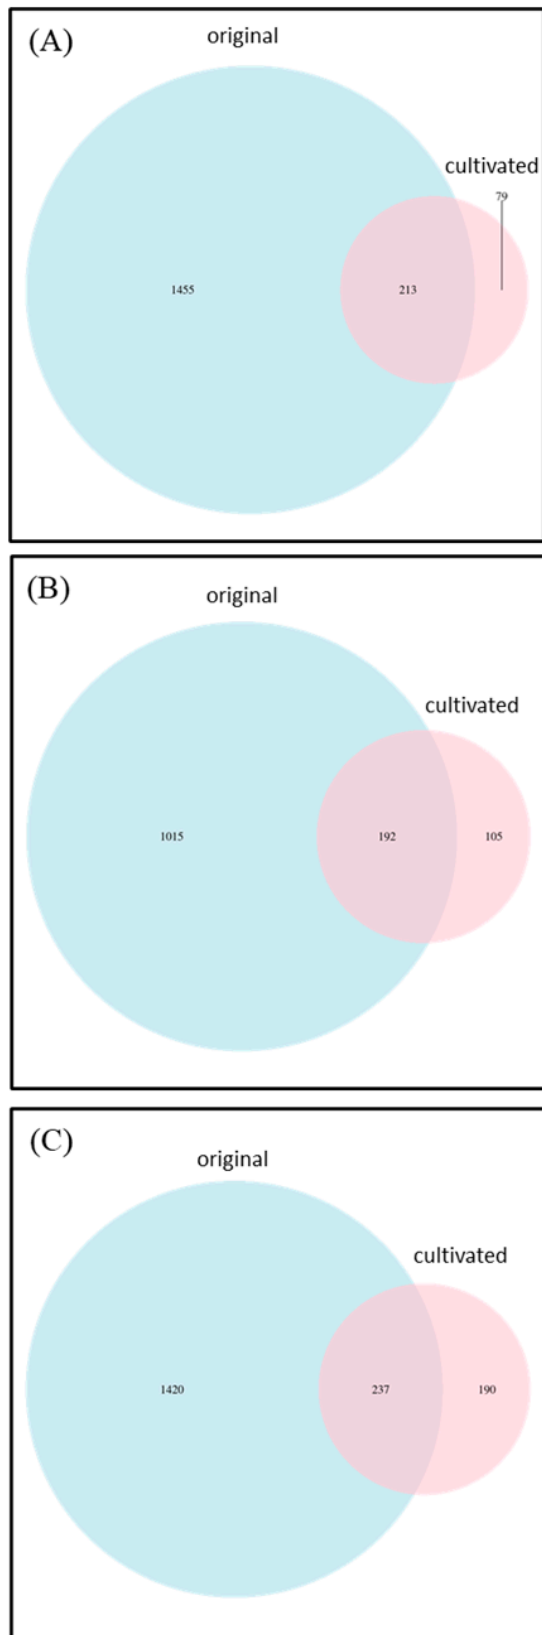 (A)
original
cultivated
79
1455
213
(B)
original
cultivated
1015
192
105
(C)
original
cultivated
1420
237
190